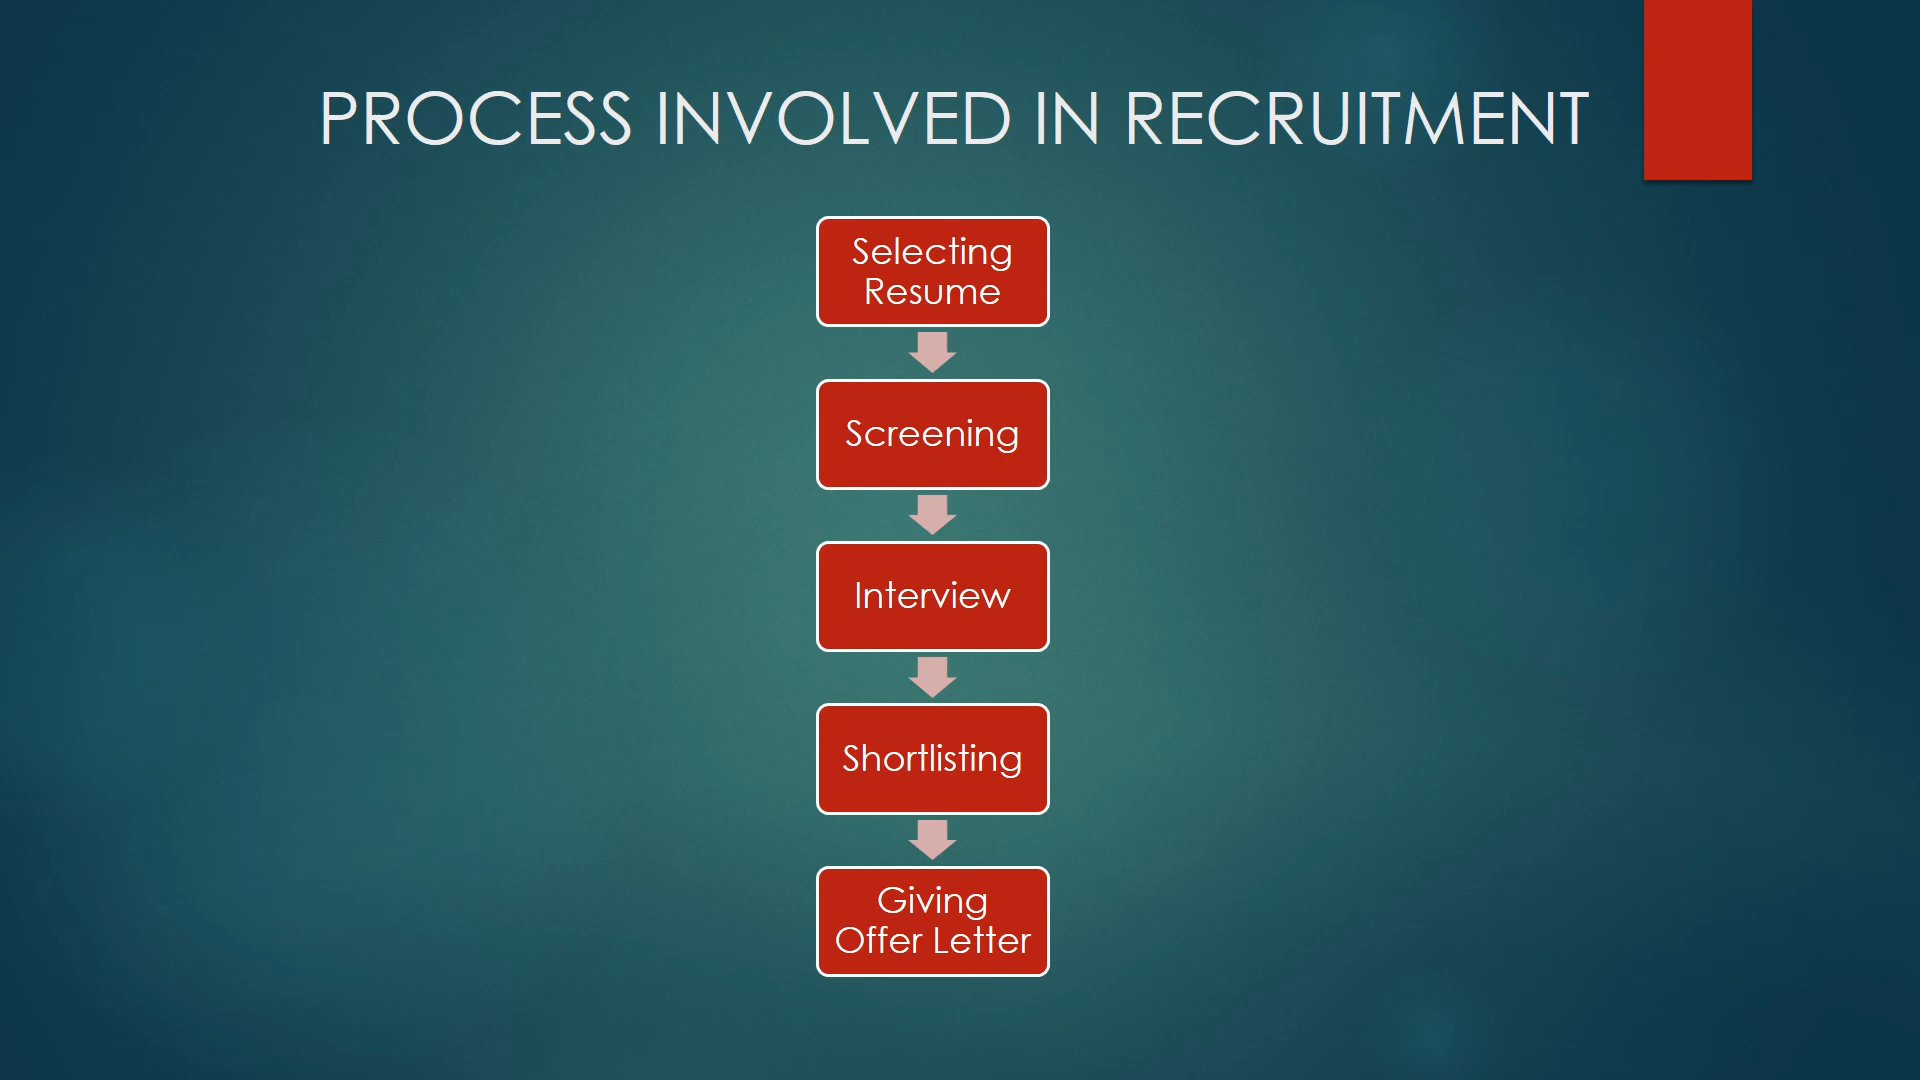 PROCESS INVOLVED IN RECRUITMENT
Selecting
Resume
Screening
Interview
Shortlisting
Giving
Offer Letter